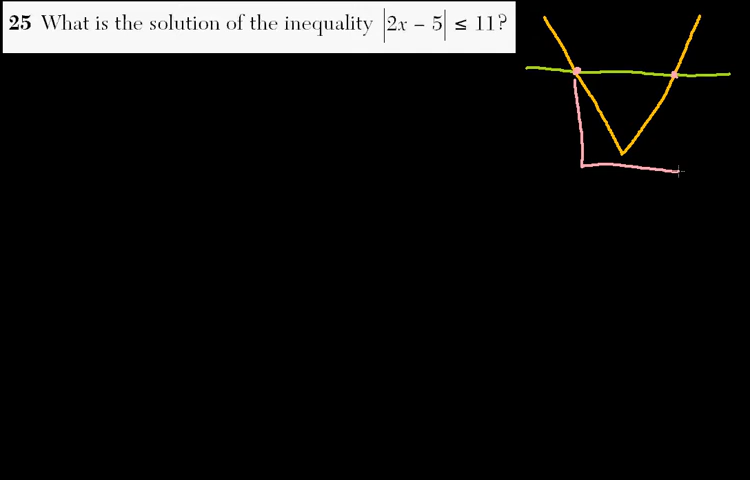 25 What is the solution of the inequality |2x − 5| ≤ 11?